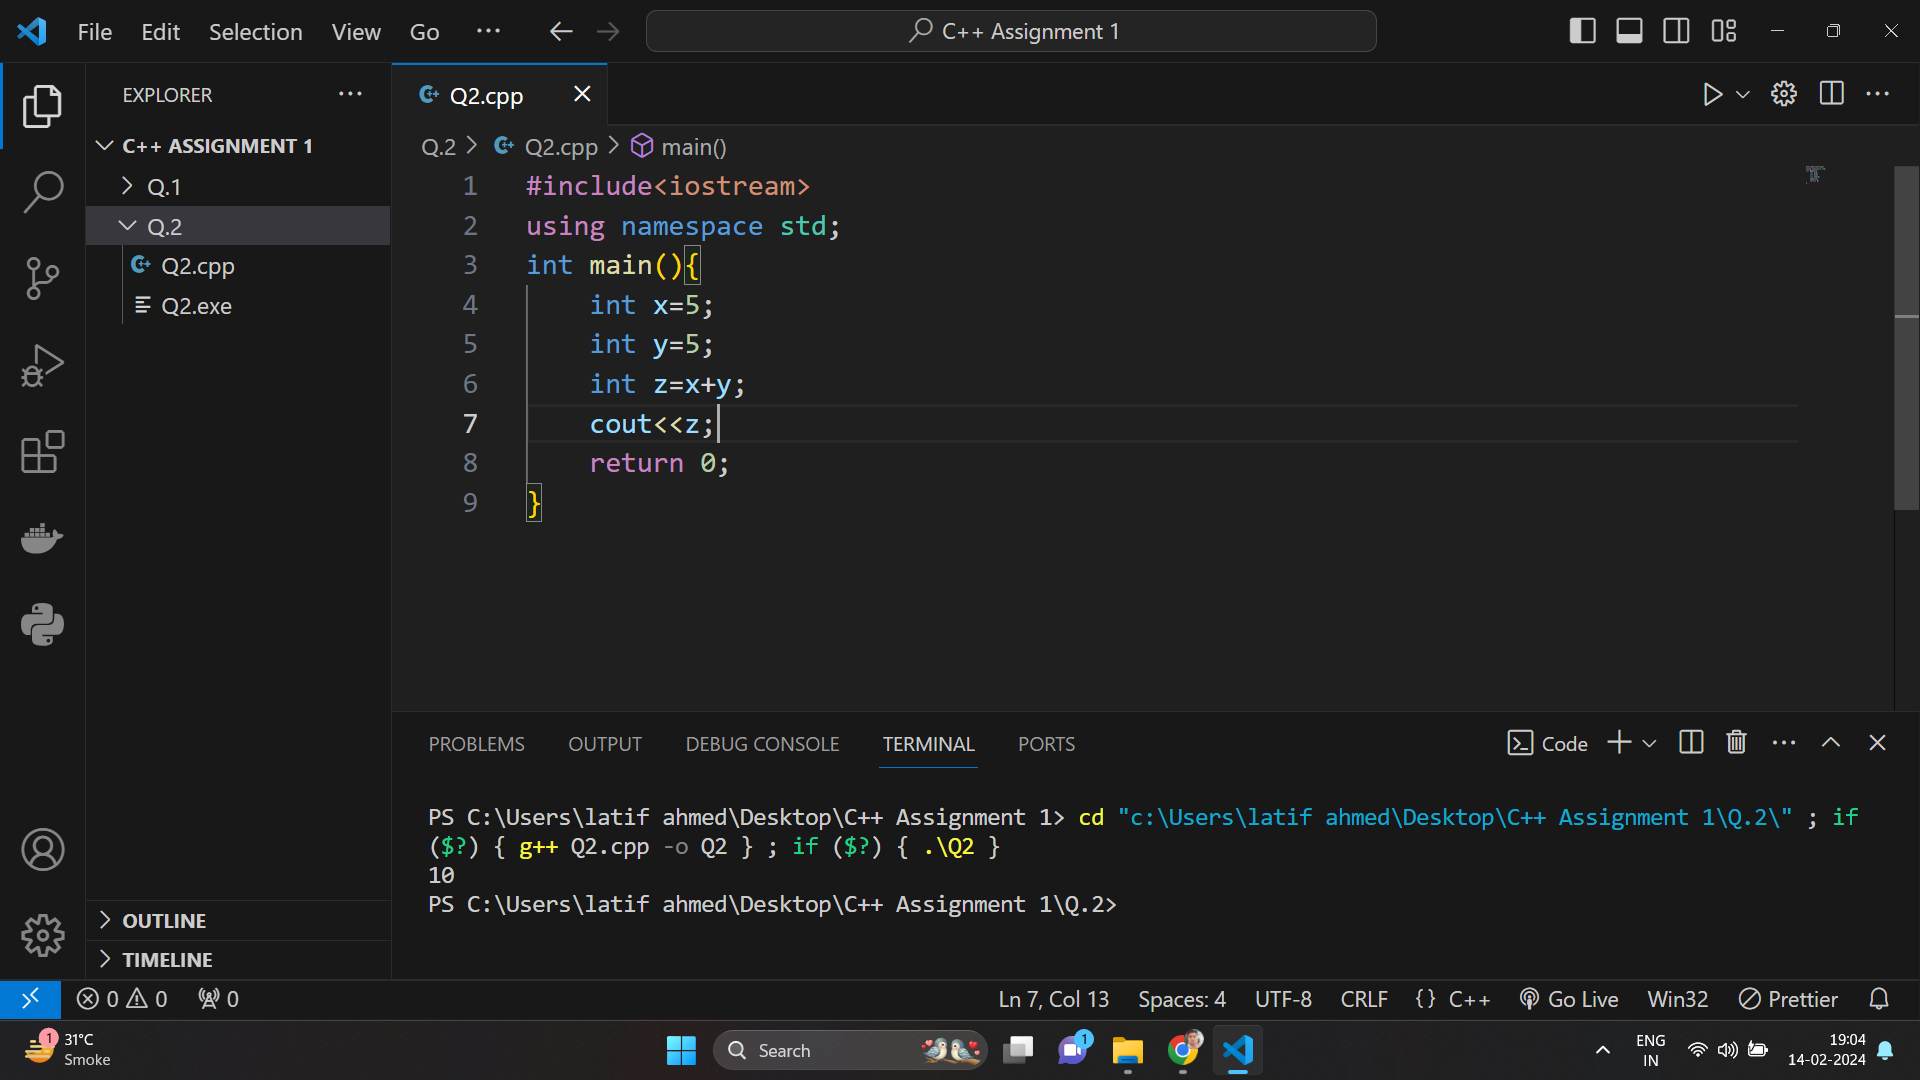 File Edit Selection View Go ···
C++ Assignment 1
EXPLORER
C++ ASSIGNMENT 1
Q.1
Q.2
Q2.cpp
Q2.exe
OUTLINE
TIMELINE
Q2.cpp
Q.2 > Q2.cpp > main()
1 #include<iostream>
2 using namespace std;
3 int main(){
4     int x=5;
5     int y=5;
6     int z=x+y;
7     cout<<z;
8     return 0;
9 }
PROBLEMS OUTPUT DEBUG CONSOLE TERMINAL PORTS
Code
PS C:\Users\latif ahmed\Desktop\C++ Assignment 1> cd "c:\Users\latif ahmed\Desktop\C++ Assignment 1\Q.2\" ; if
($?) { g++ Q2.cpp -o Q2 } ; if ($?) { .\Q2 }
10
PS C:\Users\latif ahmed\Desktop\C++ Assignment 1\Q.2>
0 0 0
Ln 7, Col 13 Spaces: 4 UTF-8 CRLF {} C++ Go Live Win32 Prettier
1
31°C
Smoke
Search
1
ENG
IN
19:04
14-02-2024